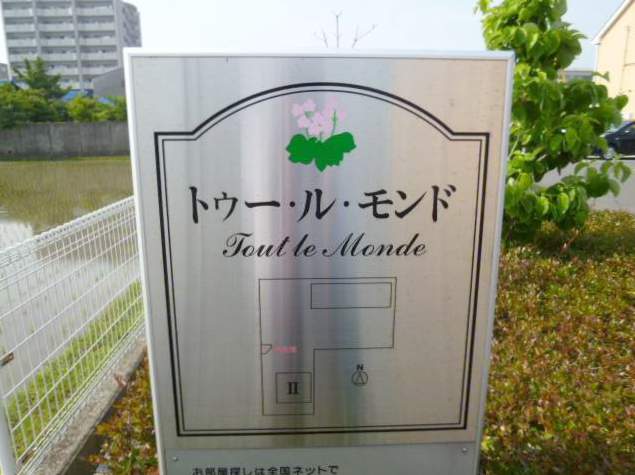 トゥー・ル・モンド
Tout le Monde
N
II
お部屋探しは全国ネットで